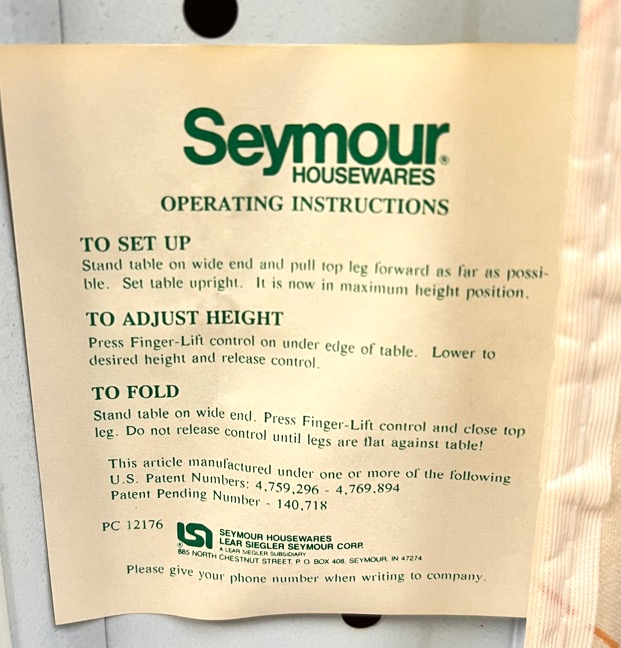 Seymour®
HOUSEWARES
OPERATING INSTRUCTIONS
TO SET UP
Stand table on wide end and pull top leg forward as far as possi-
ble. Set table upright. It is now in maximum height position.
TO ADJUST HEIGHT
Press Finger-Lift control on under edge of table. Lower to
desired height and release control.
TO FOLD
Stand table on wide end. Press Finger-Lift control and close top
leg. Do not release control until legs are flat against table!
This article manufactured under one or more of the following
U.S. Patent Numbers: 4,759,296 - 4,769,894
Patent Pending Number - 140,718
PC 12176
LSI®
SEYMOUR HOUSEWARES
LEAR SIEGLER SEYMOUR CORP.
A LEAR SIEGLER SUBSIDIARY
885 NORTH CHESTNUT STREET, P. O. BOX 408, SEYMOUR, IN 47274
Please give your phone number when writing to company.